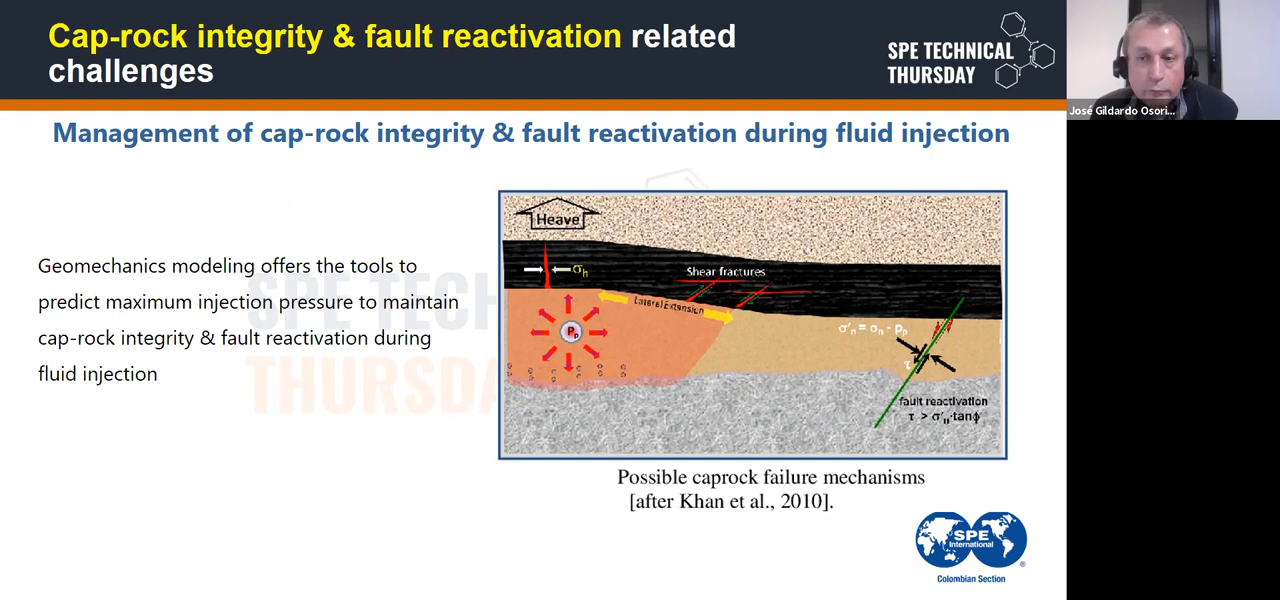 Cap-rock integrity & fault reactivation related
challenges
SPE TECHNICAL
THURSDAY
José Gildardo Osori...
Management of cap-rock integrity & fault reactivation during fluid injection
Geomechanics modeling offers the tools to
predict maximum injection pressure to maintain
cap-rock integrity & fault reactivation during
fluid injection
SPE TECH
THURSDA
Heave
σh
Shear fractures
Lateral Extension
Pp
σ'n = σn - pp
τ
fault reactivation
τ > σ'n·tanϕ
Possible caprock failure mechanisms
[after Khan et al., 2010].
SPE
International
®
Colombian Section